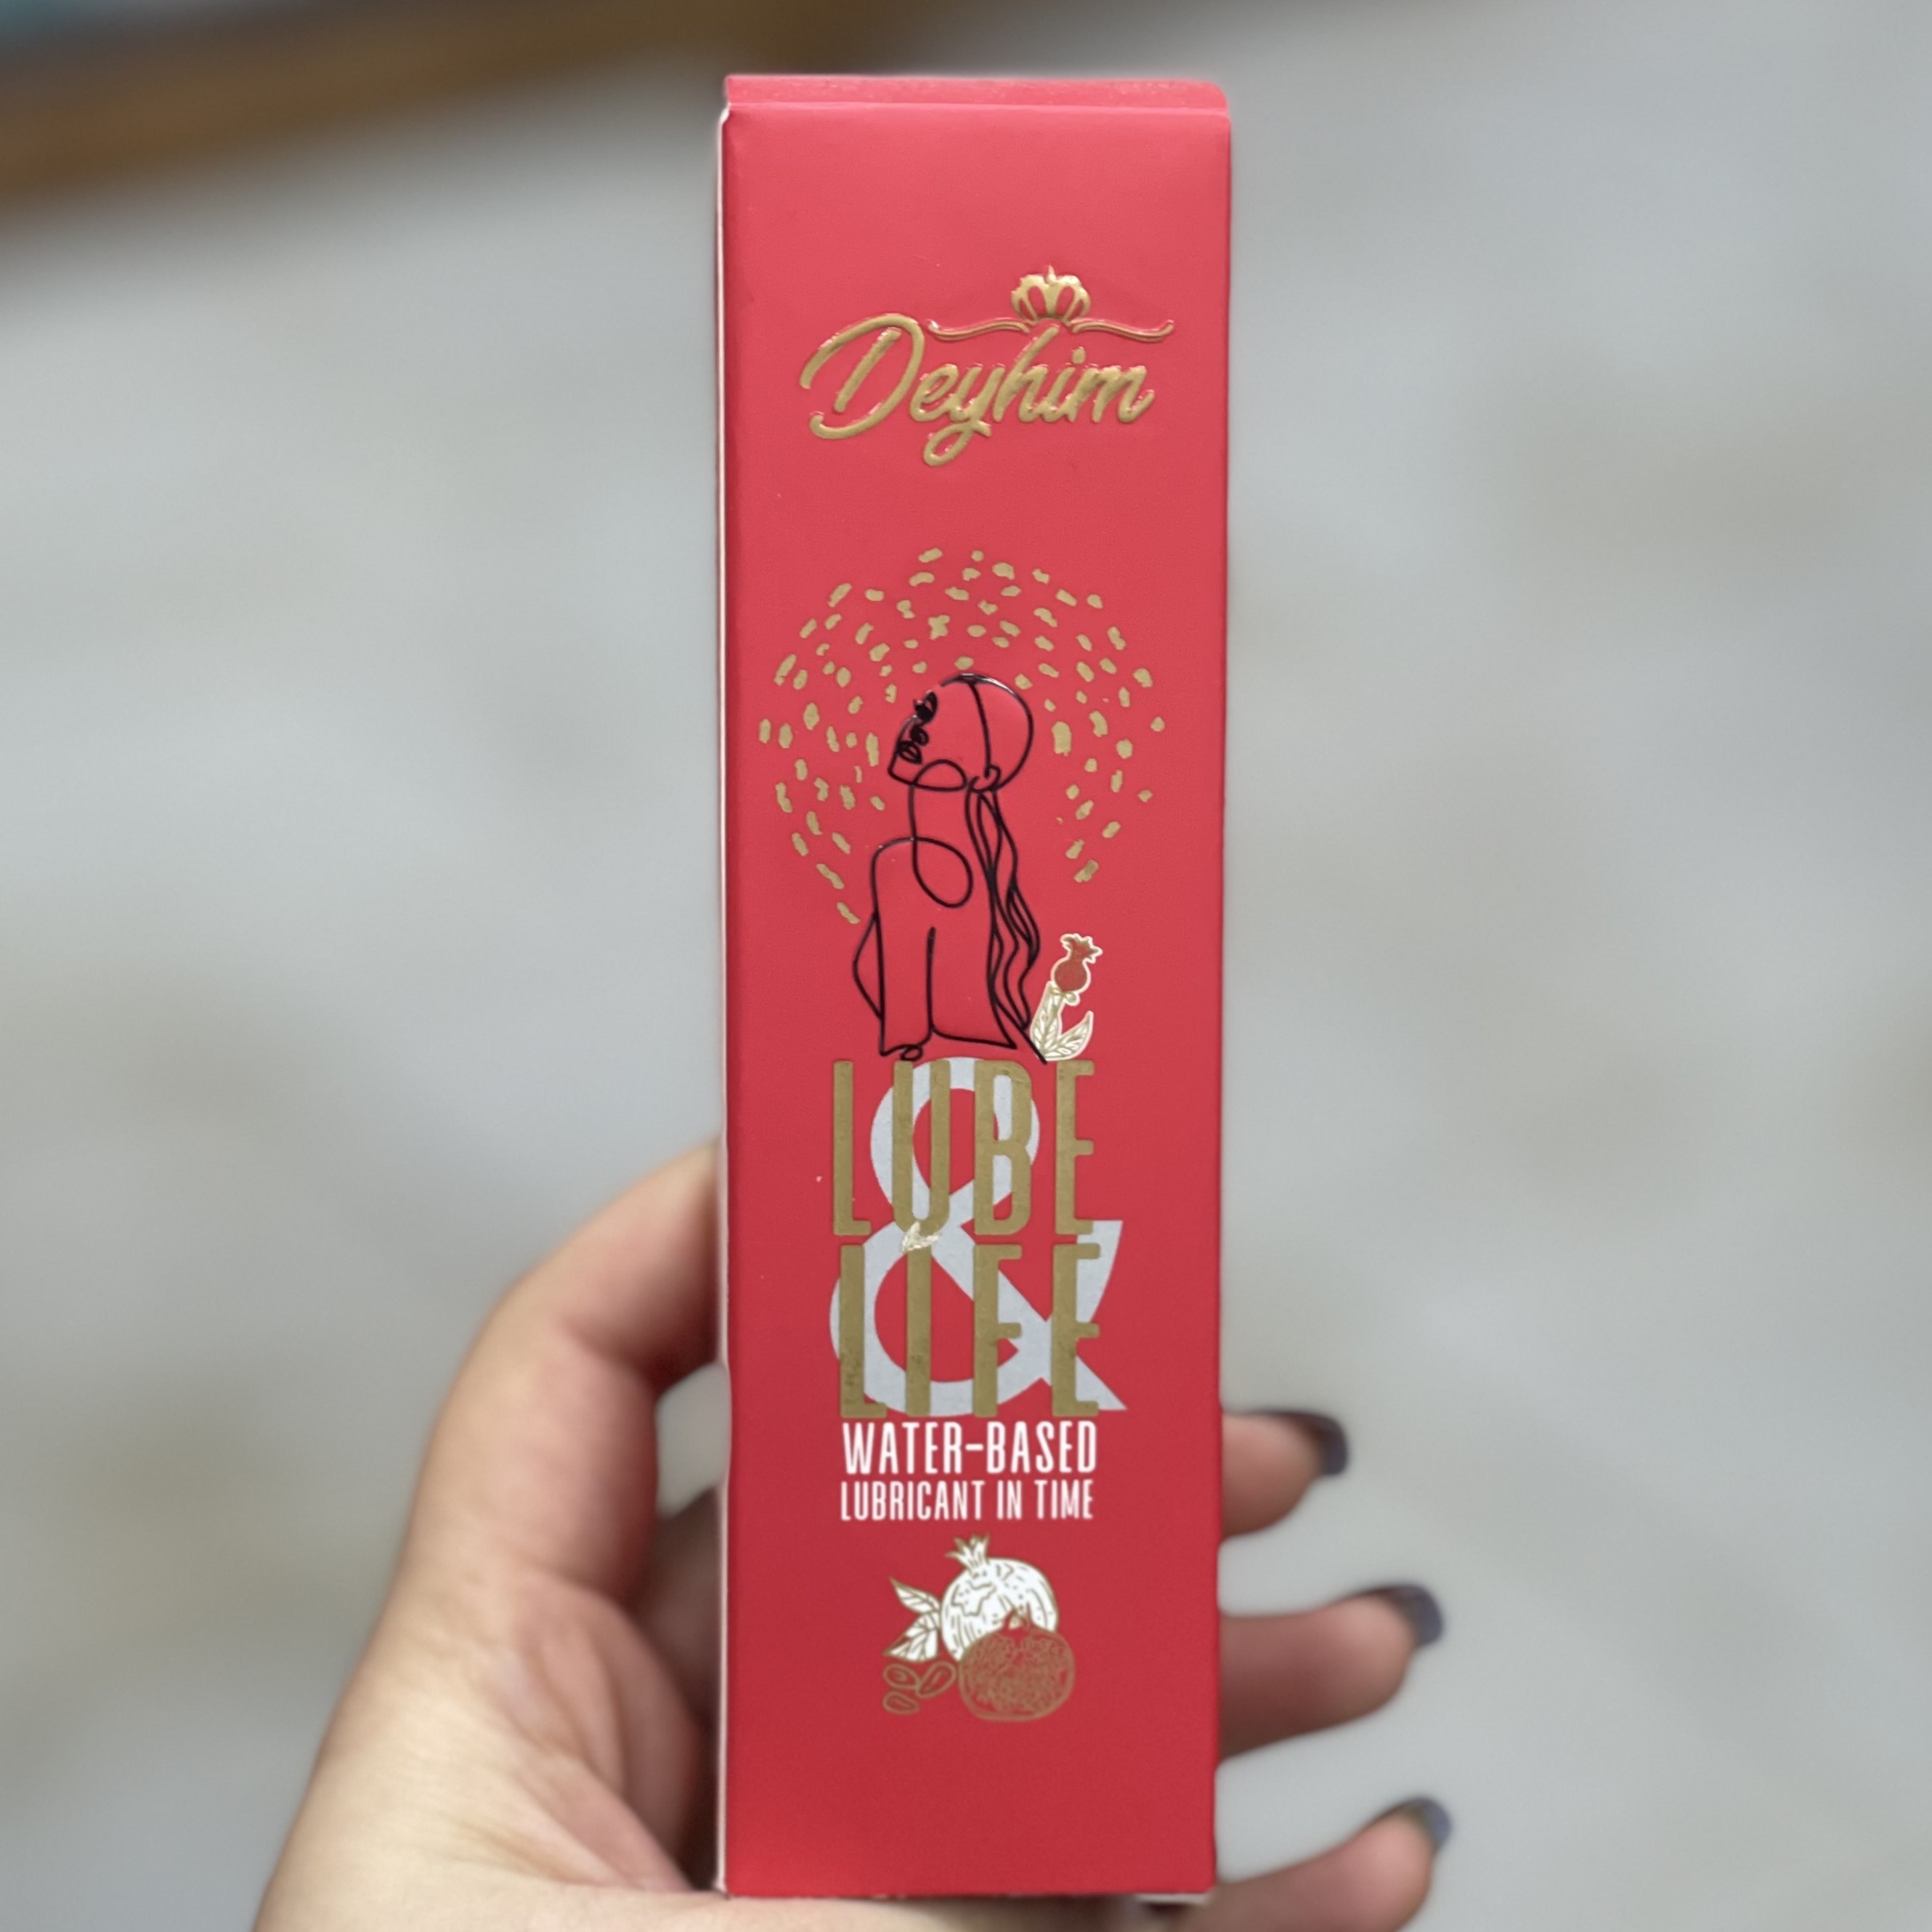 Deyhim
LUBE
&
LIFE
WATER-BASED
LUBRICANT IN TIME